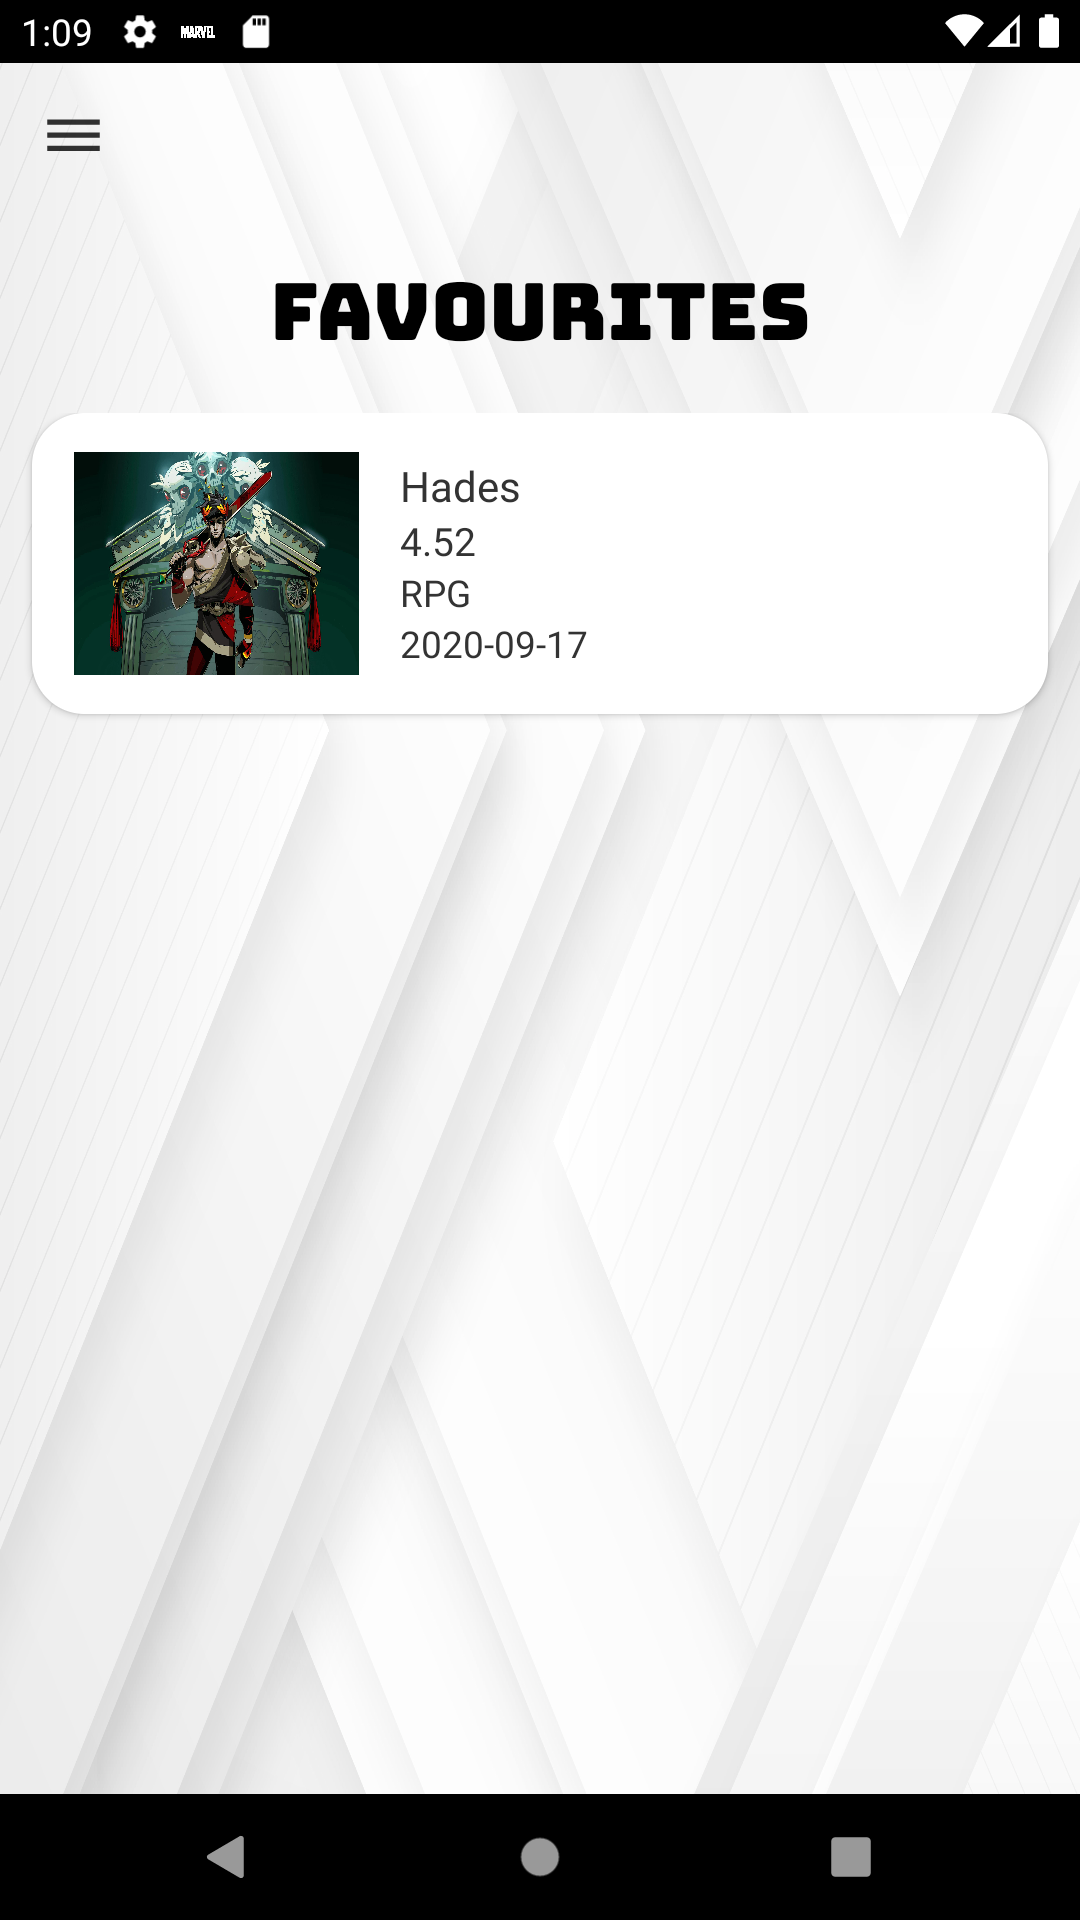 1:09 MARVEL
FAVOURITES
Hades
4.52
RPG
2020-09-17